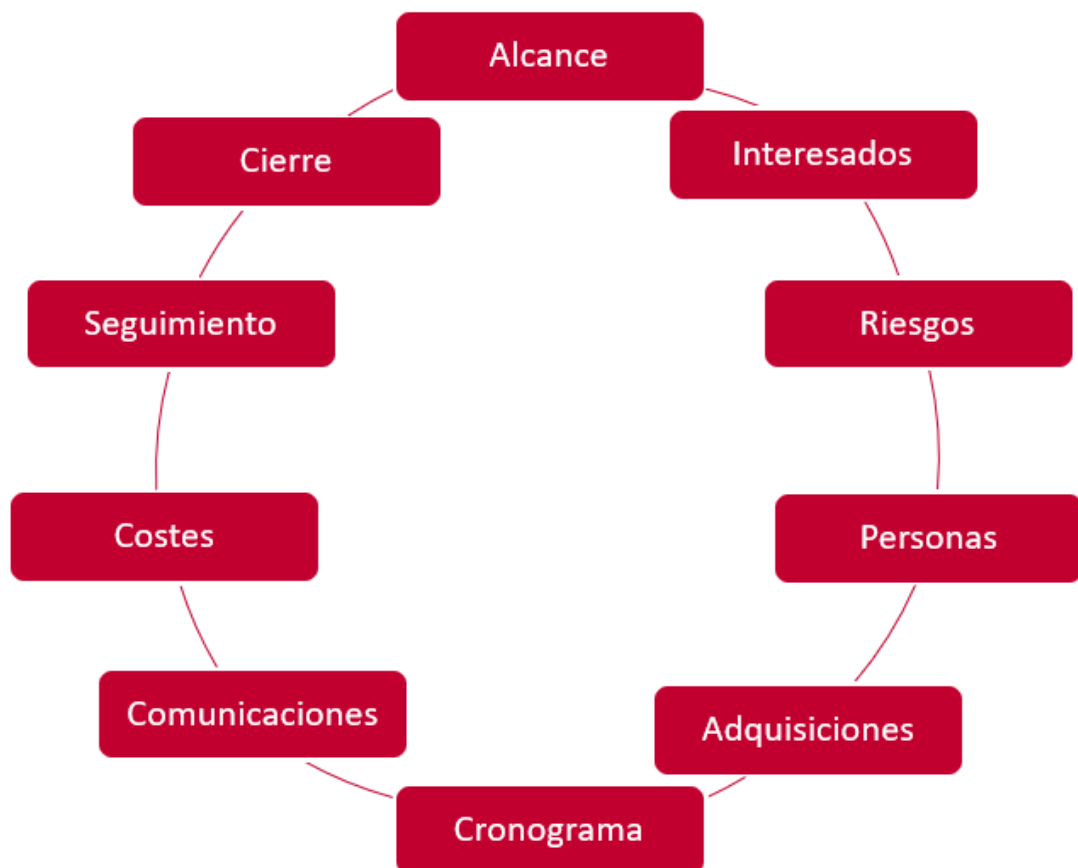 Alcance
Interesados
Riesgos
Personas
Adquisiciones
Cronograma
Comunicaciones
Costes
Seguimiento
Cierre